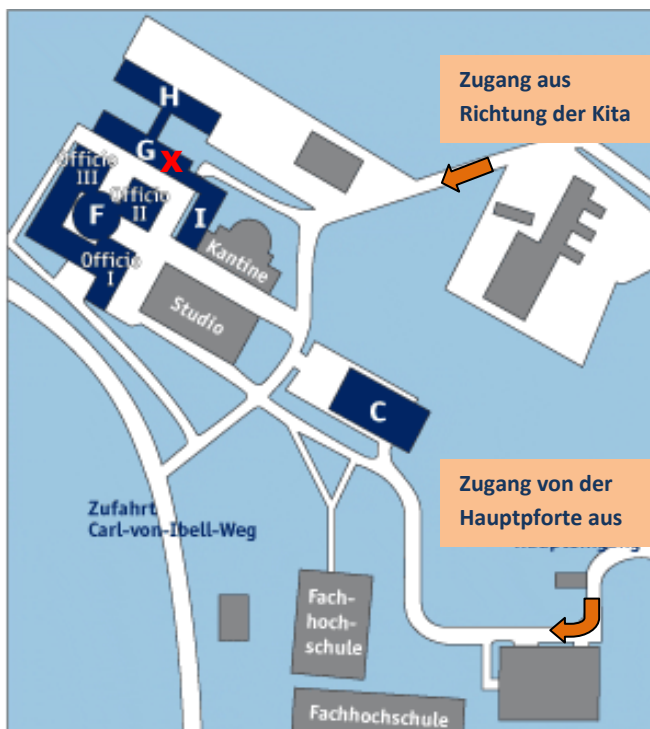 Zugang aus
Richtung der Kita
H
G
X
Officio
III
Officio
II
F
I
Officio
I
Kantine
Studio
C
Zugang von der
Hauptpforte aus
Zufahrt
Carl-von-Ibell-Weg
Fach-
hoch-
schule
Fachhochschule